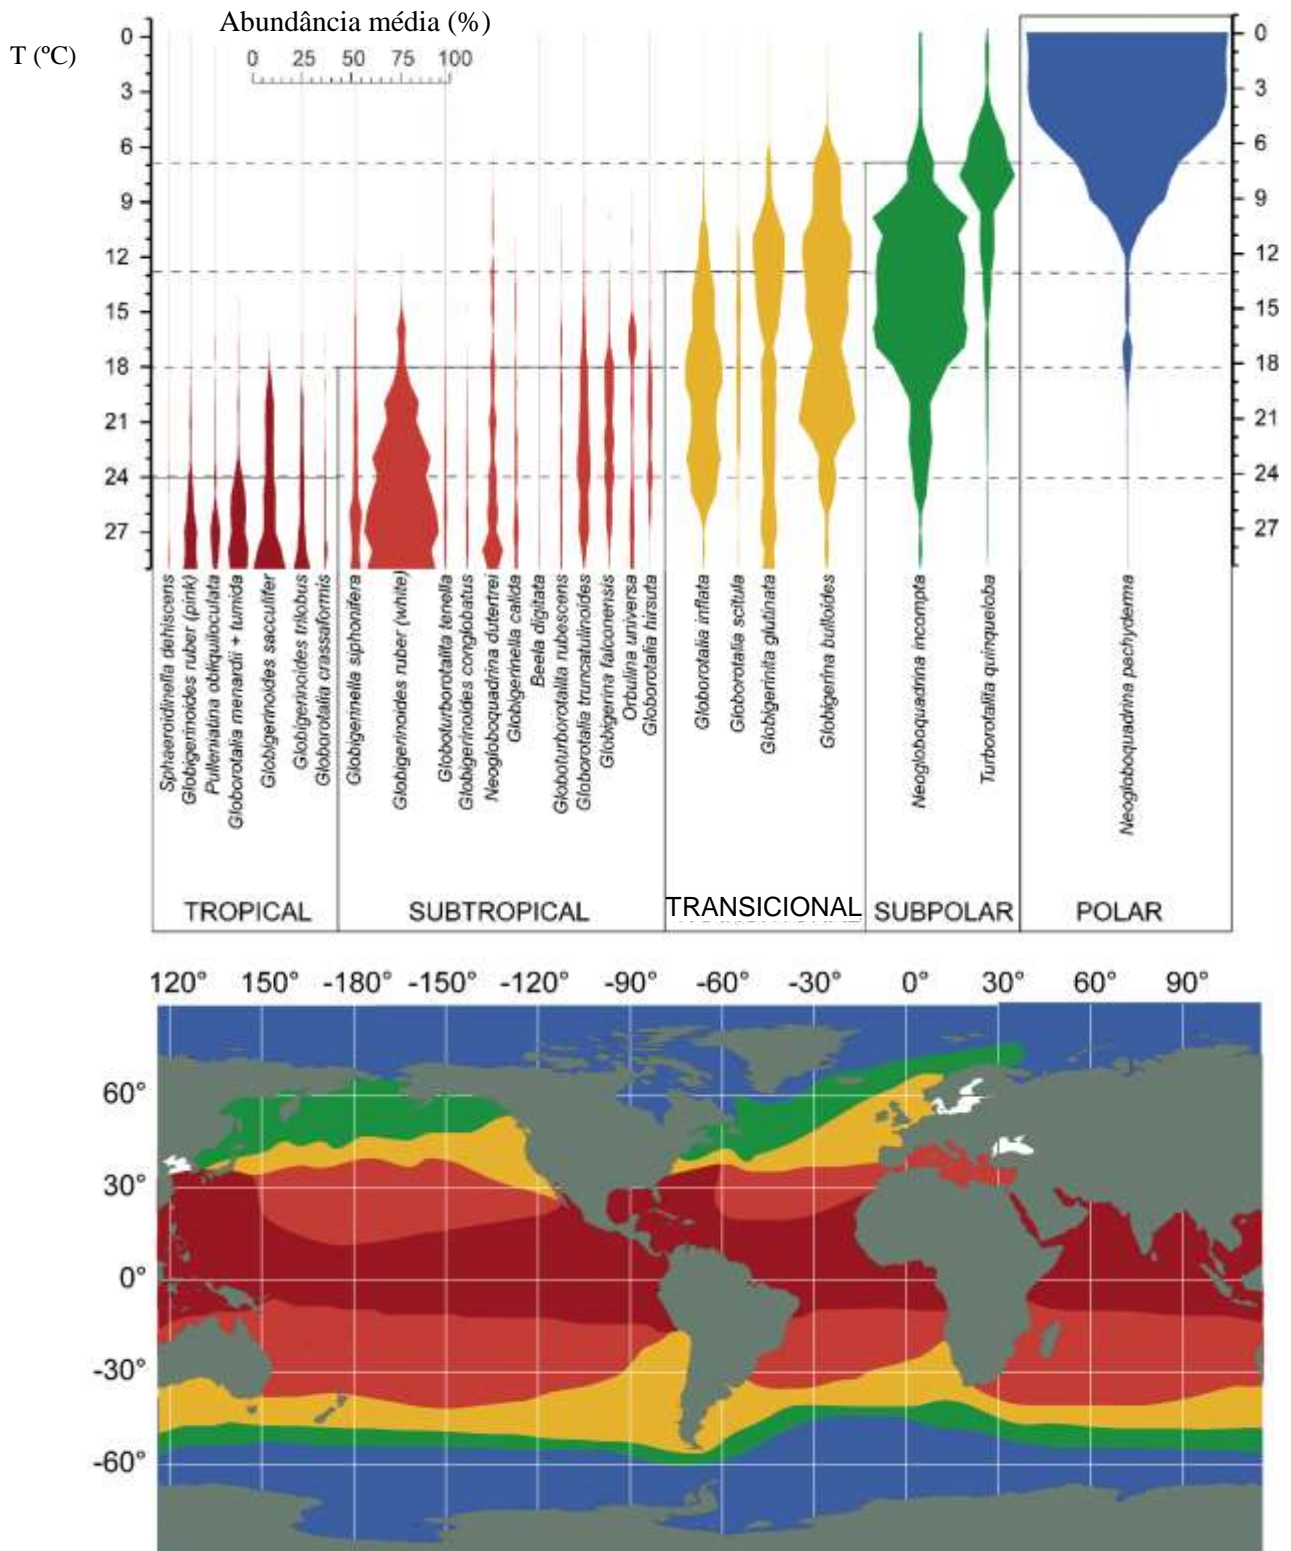 Abundância média (%)
T (ºC)
0 25 50 75 100
0
3
6
9
12
15
18
21
24
27
0
3
6
9
12
15
18
21
24
27
Sphaeroidinella dehiscens
Globigerinoides ruber (pink)
Pulleniatina obliquiloculata
Globorotalia menardii + tumida
Globigerinoides sacculifer
Globigerinoides trilobus
Globorotalia crassaformis
Globigerinella siphonifera
Globigerinoides ruber (white)
Globoturborotalita tenella
Globigerinoides conglobatus
Neogloboquadrina dutertrei
Globigerinella calida
Beela digitata
Globoturborotalita rubescens
Globorotalia truncatulinoides
Globigerina falconensis
Orbulina universa
Globorotalia hirsuta
Globorotalia inflata
Globorotalia scitula
Globigerinita glutinata
Globigerina bulloides
Neogloboquadrina incompta
Turborotalita quinqueloba
Neogloboquadrina pachyderma
TROPICAL SUBTROPICAL TRANSICIONAL SUBPOLAR POLAR
120° 150° -180° -150° -120° -90° -60° -30° 0° 30° 60° 90°
60°
30°
0°
-30°
-60°